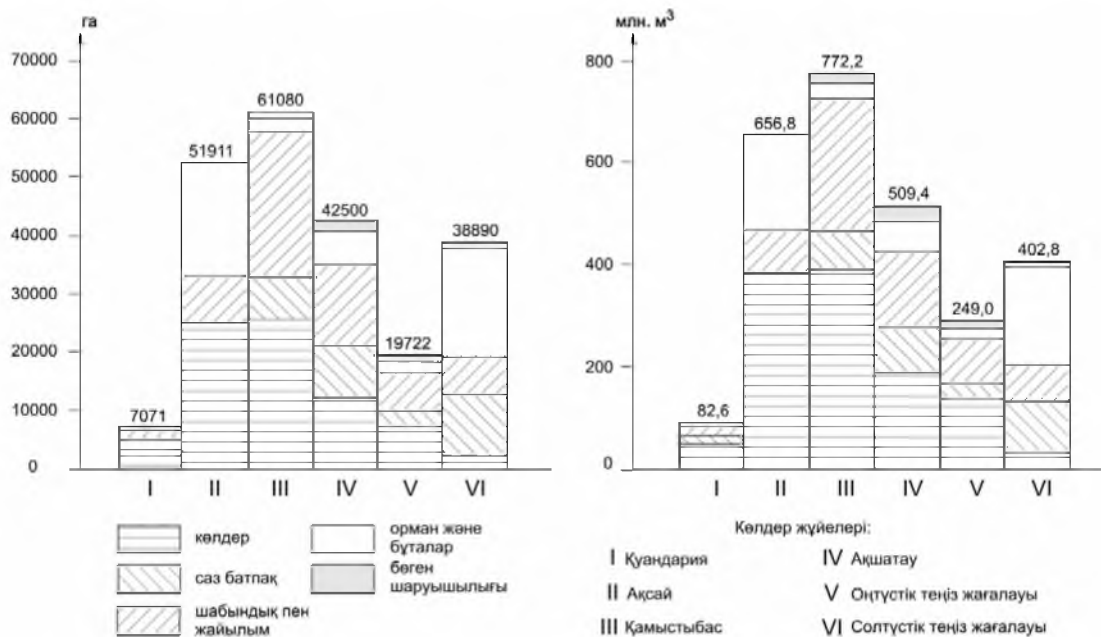 га
70000
60000
50000
40000
30000
20000
10000
0
7071
51911
61080
42500
19722
38890
I II III IV V VI
млн. м³
800
600
400
200
0
82,6
656,8
772,2
509,4
249,0
402,8
I II III IV V VI
көлдер
саз батпақ
шабындық пен
жайылым
орман және
бұталар
бөген
шаруышылығы
Көлдер жүйелері:
I Қуандария
II Ақсай
III Қамыстыбас
IV Ақшатау
V Оңтүстік теңіз жағалауы
VI Солтүстік теңіз жағалауы